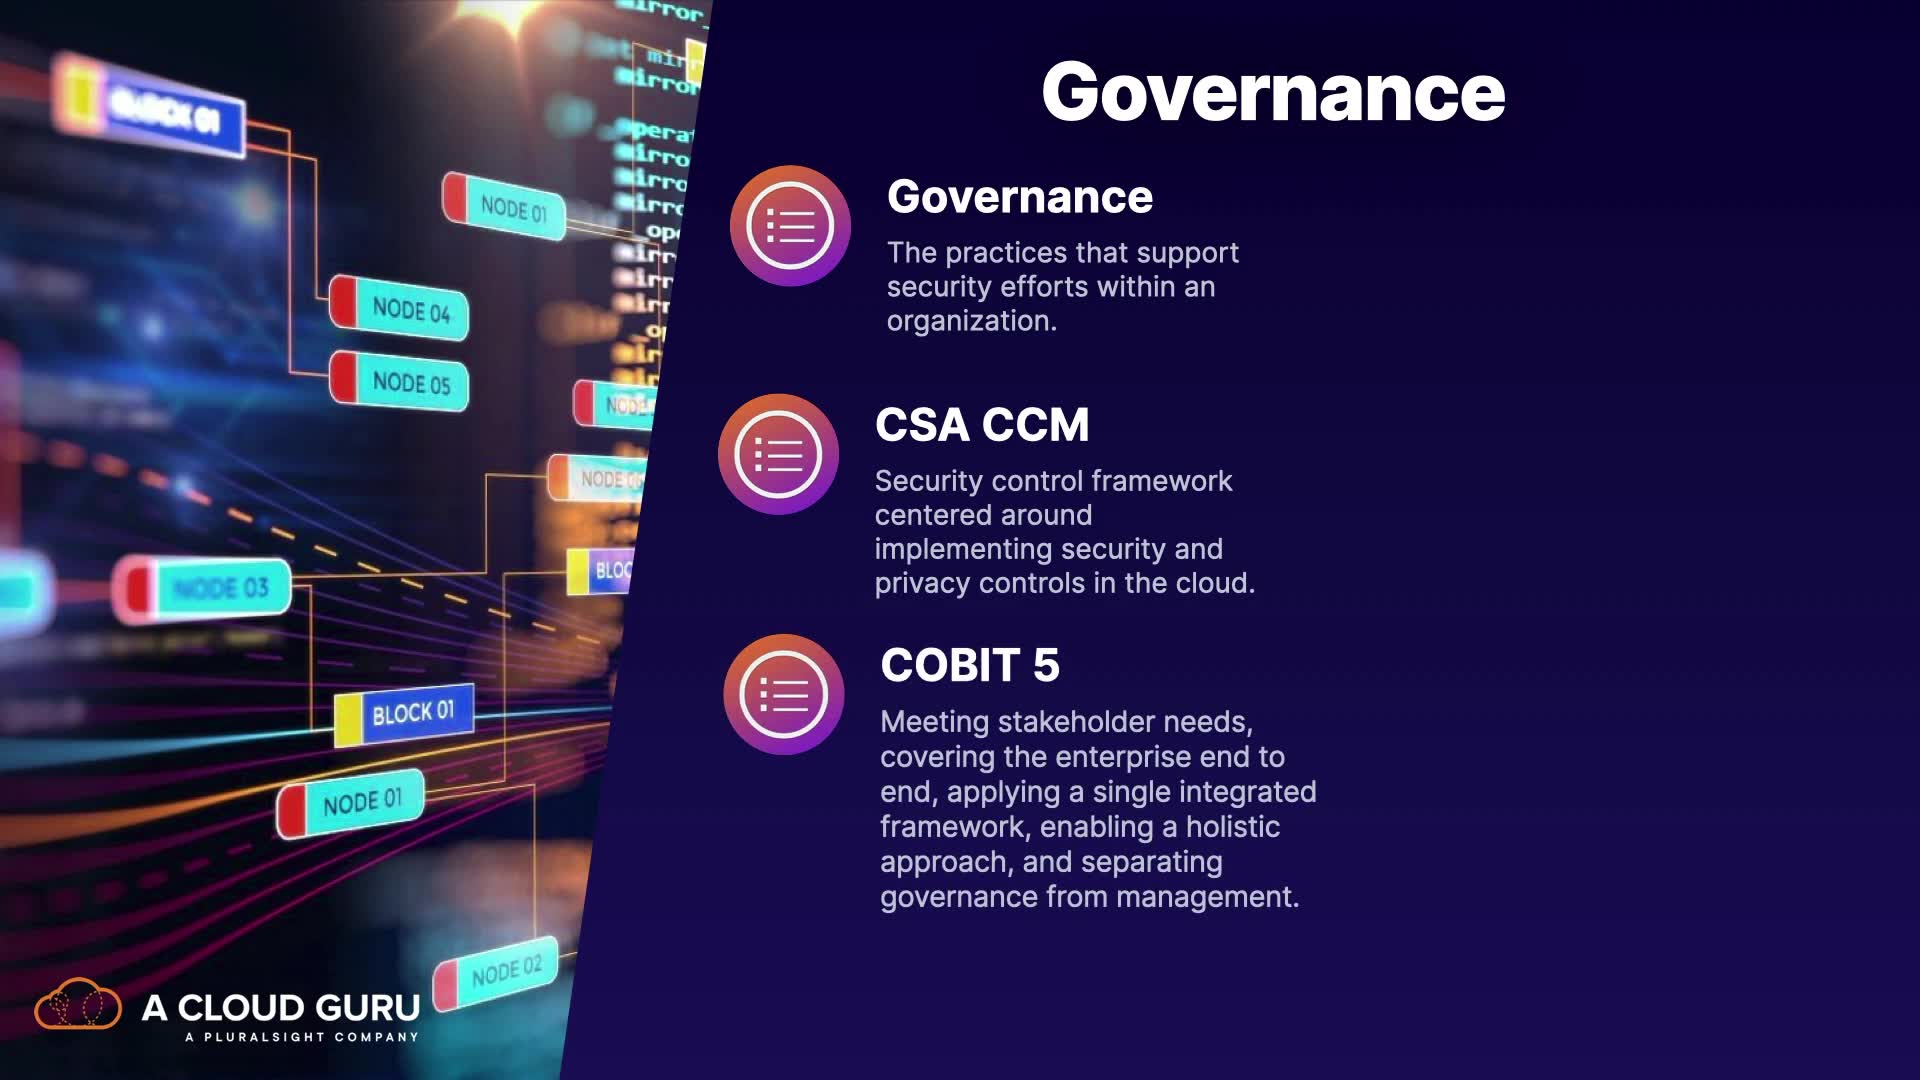 Governance
Governance
The practices that support
security efforts within an
organization.
CSA CCM
Security control framework
centered around
implementing security and
privacy controls in the cloud.
COBIT 5
Meeting stakeholder needs,
covering the enterprise end to
end, applying a single integrated
framework, enabling a holistic
approach, and separating
governance from management.
BLOCK 01
NODE 01
NODE 04
NODE 05
NODE 03
BLOCK 01
NODE 01
NODE 02
A CLOUD GURU
A PLURALSIGHT COMPANY